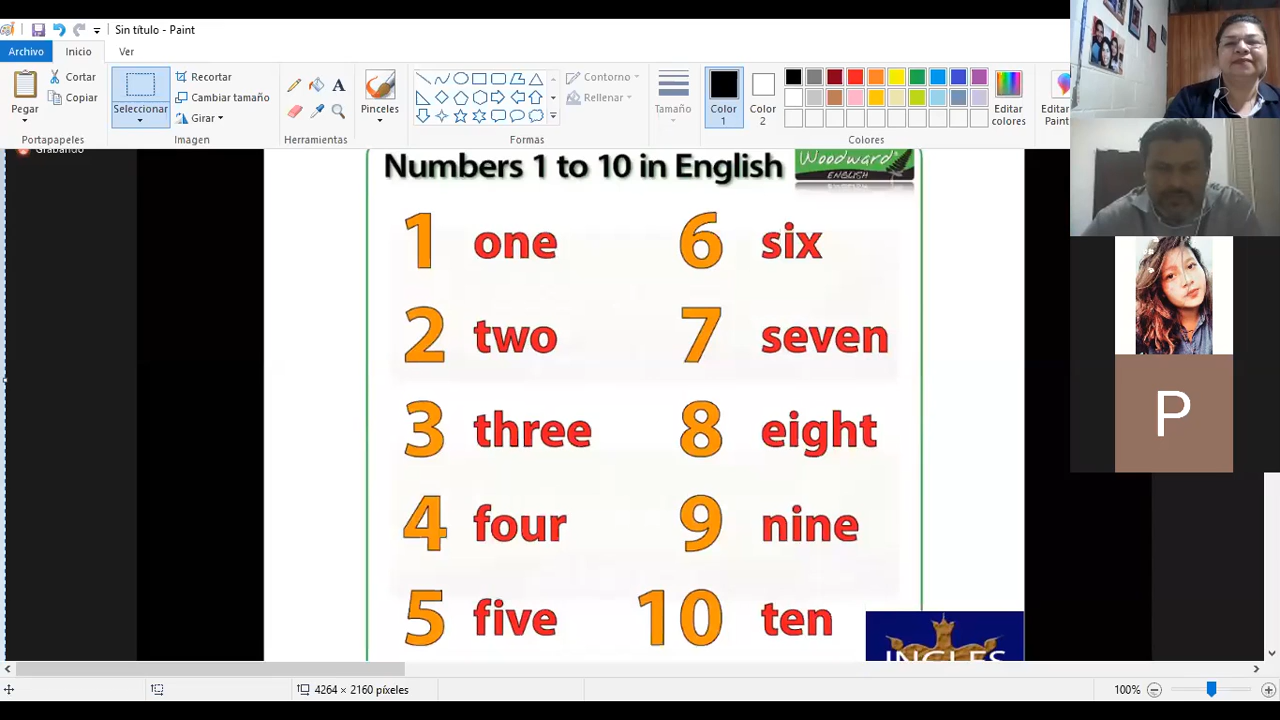 Sin título - Paint
Archivo Inicio Ver
Pegar
Cortar
Copiar
Portapapeles
Seleccionar
Recortar
Cambiar tamaño
Girar
Imagen
A
Herramientas
Pinceles
Contorno
Rellenar
Formas
Tamaño
Color
1
Color
2
Editar
colores
Editar
Paint
Colores
Grabando
Numbers 1 to 10 in English
Woodward
ENGLISH
1 one 6 six
2 two 7 seven
3 three 8 eight
4 four 9 nine
5 five 10 ten
INGLES
P
4264 × 2160 píxeles
100%